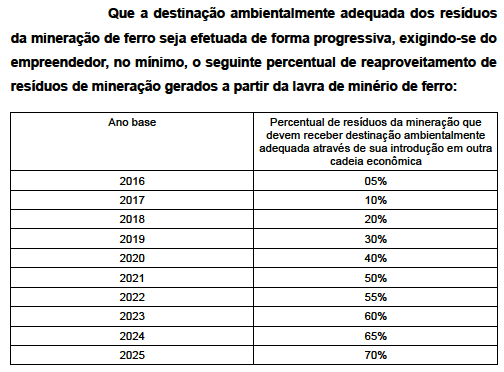 Que a destinação ambientalmente adequada dos resíduos
da mineração de ferro seja efetuada de forma progressiva, exigindo-se do
empreendedor, no mínimo, o seguinte percentual de reaproveitamento de
resíduos de mineração gerados a partir da lavra de minério de ferro:
Ano base
Percentual de resíduos da mineração que
devem receber destinação ambientalmente
adequada através de sua introdução em outra
cadeia econômica
2016 05%
2017 10%
2018 20%
2019 30%
2020 40%
2021 50%
2022 55%
2023 60%
2024 65%
2025 70%